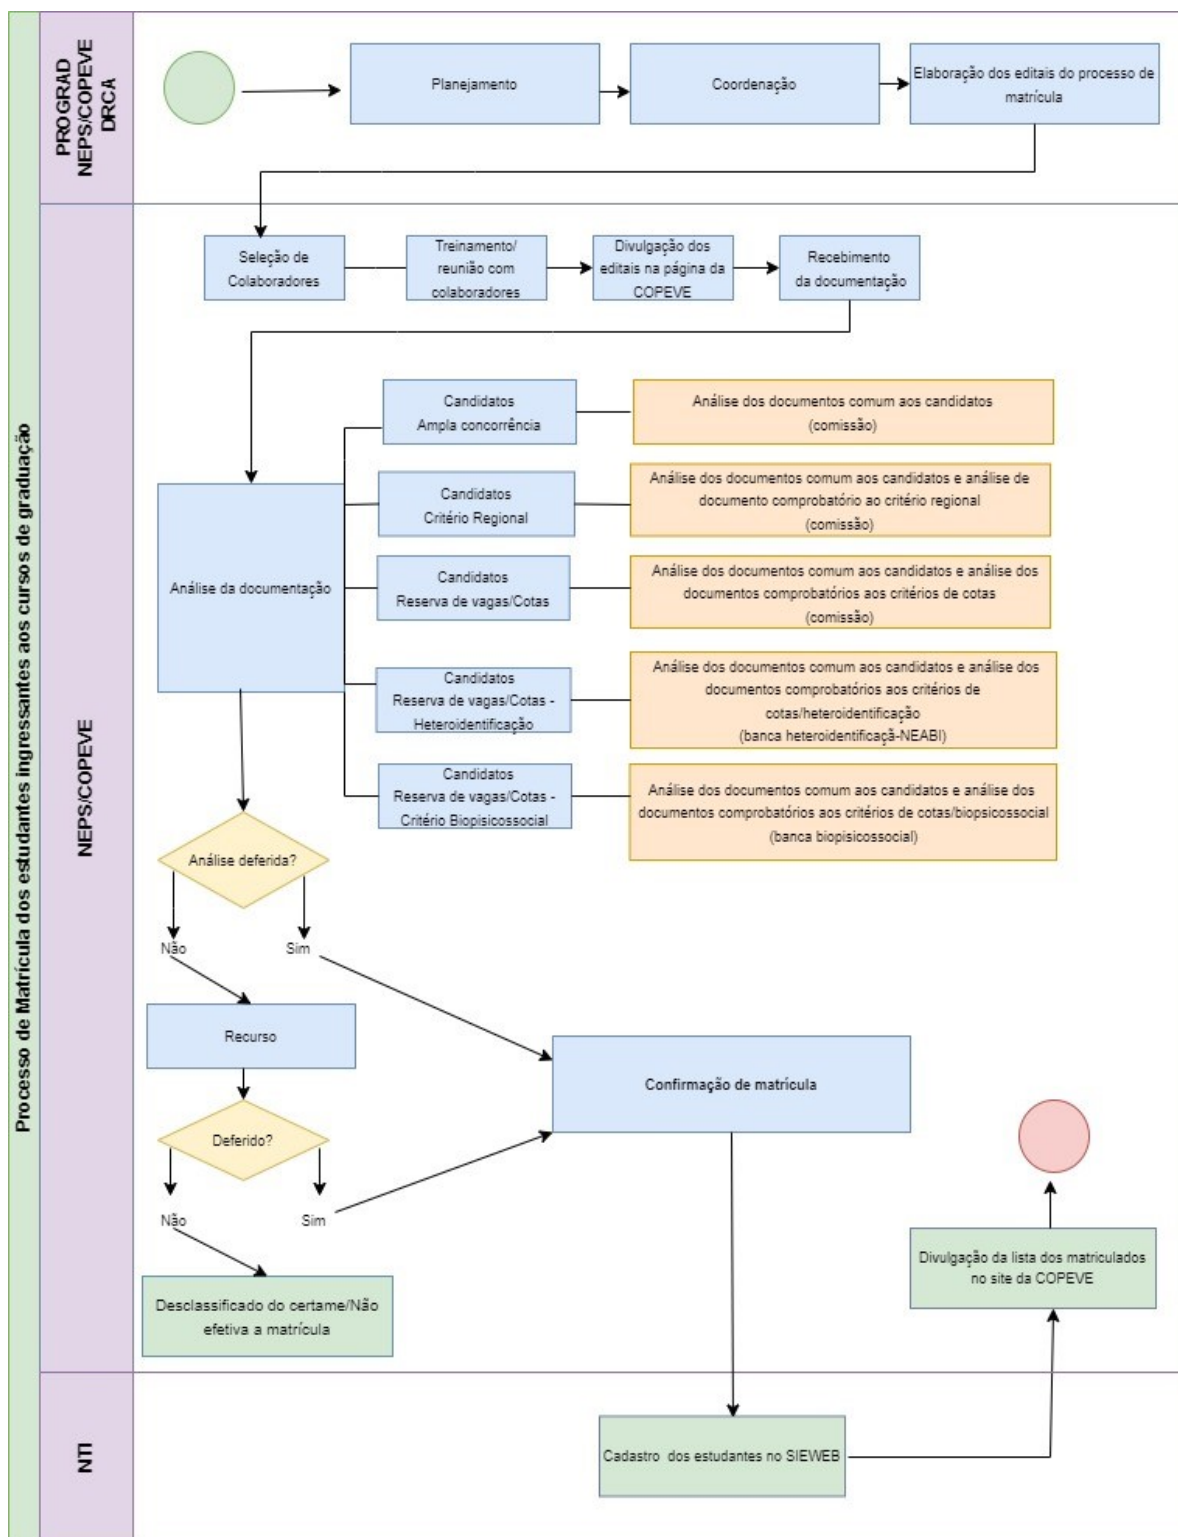 Processo de Matrícula dos estudantes ingressantes aos cursos de graduação
PROGRAD
NEPS/COPEVE
DRCA
Planejamento
Coordenação
Elaboração dos editais do processo de
matrícula
NEPS/COPEVE
Seleção de
Colaboradores
Treinamento/
reunião com
colaboradores
Divulgação dos
editais na página da
COPEVE
Recebimento
da documentação
Análise da documentação
Candidatos
Ampla concorrência
Análise dos documentos comum aos candidatos
(comissão)
Candidatos
Critério Regional
Análise dos documentos comum aos candidatos e análise de
documento comprobatório ao critério regional
(comissão)
Candidatos
Reserva de vagas/Cotas
Análise dos documentos comum aos candidatos e análise dos
documentos comprobatórios aos critérios de cotas
(comissão)
Candidatos
Reserva de vagas/Cotas -
Heteroidentificação
Análise dos documentos comum aos candidatos e análise dos
documentos comprobatórios aos critérios de
cotas/heteroidentificação
(banca heteroidentificaçã-NEABI)
Candidatos
Reserva de vagas/Cotas -
Critério Biopisicossocial
Análise dos documentos comum aos candidatos e análise dos
documentos comprobatórios aos critérios de cotas/biopsicossocial
(banca biopisicossocial)
Análise deferida?
Não
Sim
Recurso
Confirmação de matrícula
Deferido?
Não
Sim
Desclassificado do certame/Não
efetiva a matrícula
Divulgação da lista dos matriculados
no site da COPEVE
NTI
Cadastro dos estudantes no SIEWEB